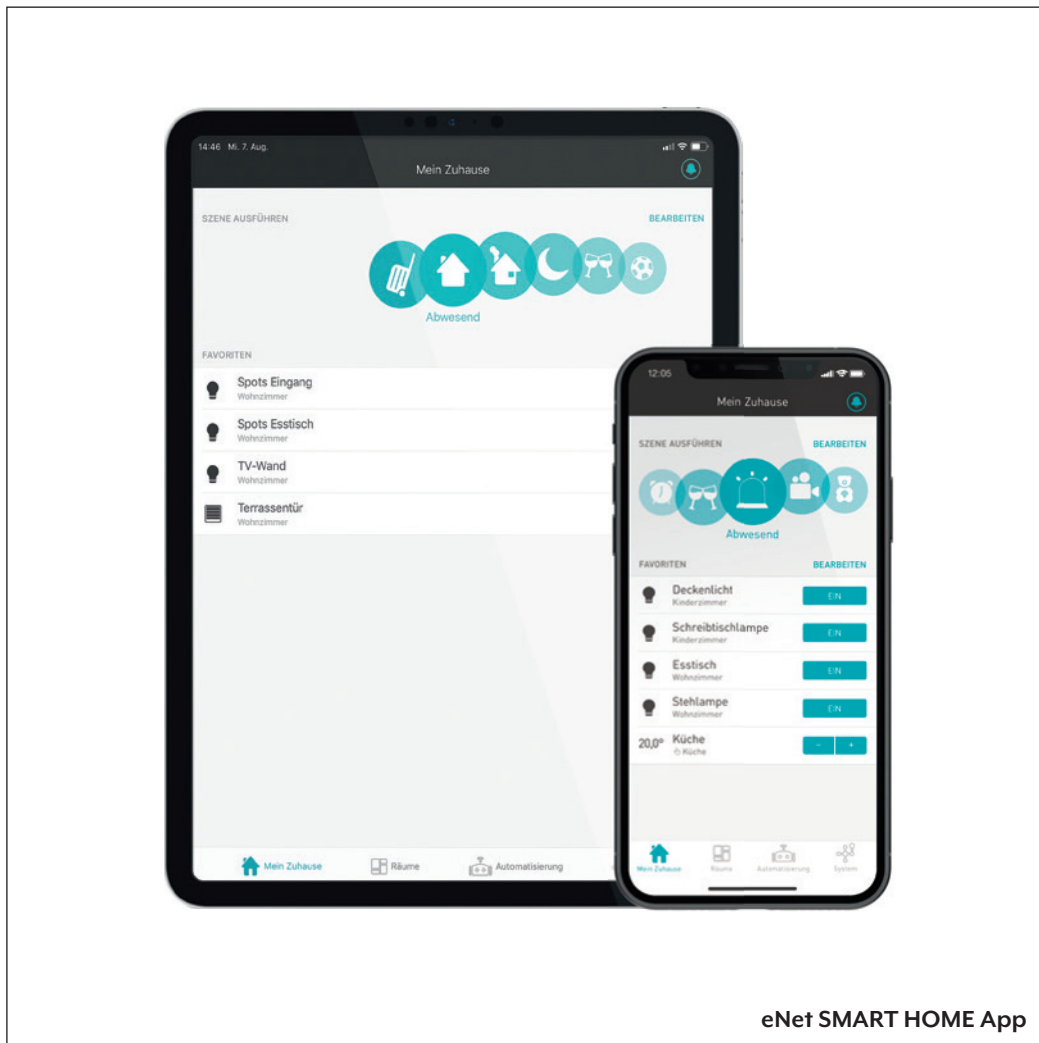 14:46 Mi. 7. Aug.
Mein Zuhause
SZENE AUSFÜHREN
BEARBEITEN
Abwesend
FAVORITEN
Spots Eingang
Wohnzimmer
Spots Esstisch
Wohnzimmer
TV-Wand
Wohnzimmer
Terrassentür
Wohnzimmer
Mein Zuhause
Räume
Automatisierung
12:05
Mein Zuhause
SZENE AUSFÜHREN
BEARBEITEN
Abwesend
FAVORITEN
BEARBEITEN
Deckenlicht
Kinderzimmer
EIN
Schreibtischlampe
Kinderzimmer
EIN
Esstisch
Wohnzimmer
EIN
Stehlampe
Wohnzimmer
EIN
20,0° Küche
Küche
- +
Mein Zuhause
Räume
Automatisierung
System
eNet SMART HOME App